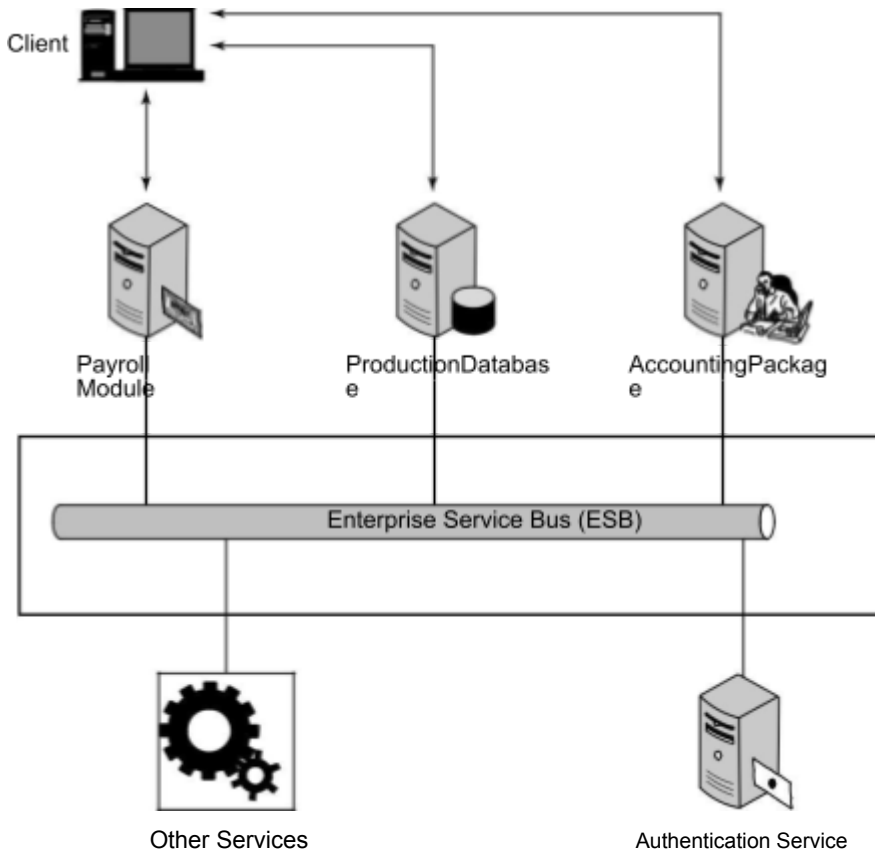 Client
Payroll
Module
ProductionDatabas
e
AccountingPackag
e
Enterprise Service Bus (ESB)
Other Services
Authentication Service